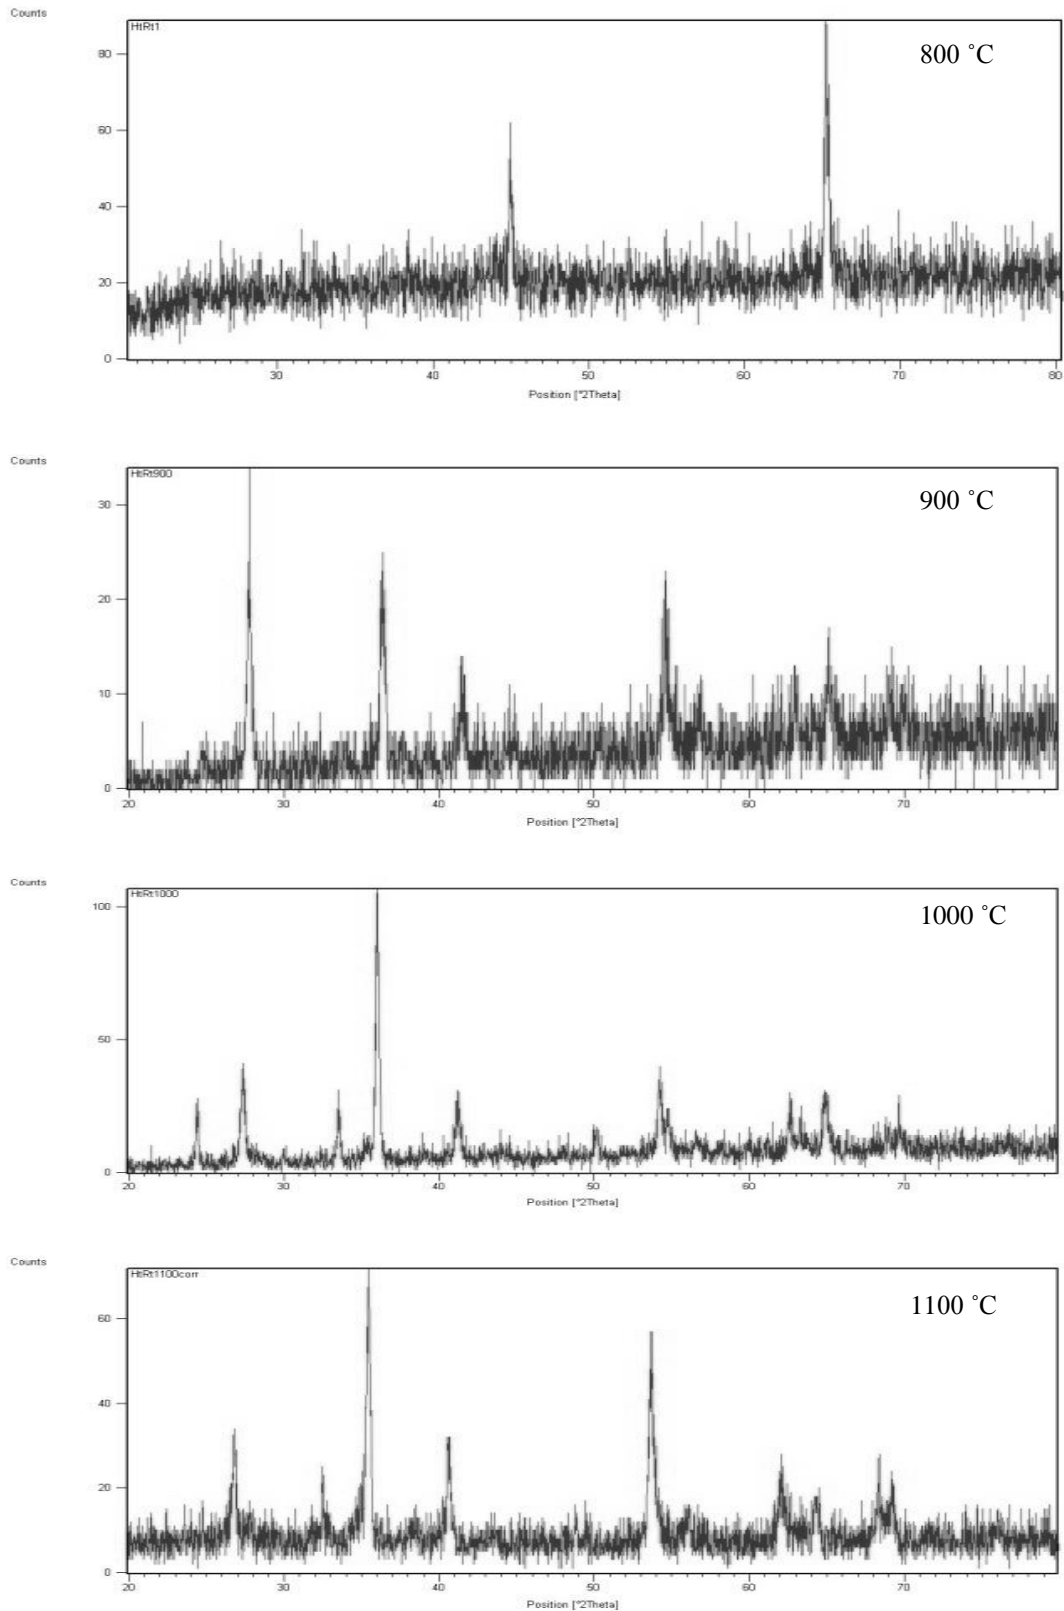 Counts
HtRt1
800 ˚C
80
60
40
20
0
30 40 50 60 70 80
Position [°2Theta]
Counts
HtRt900
900 ˚C
30
20
10
0
20 30 40 50 60 70
Position [°2Theta]
Counts
HtRt1000
1000 ˚C
100
50
0
20 30 40 50 60 70
Position [°2Theta]
Counts
HtRt1100corr
1100 ˚C
60
40
20
0
20 30 40 50 60 70
Position [°2Theta]